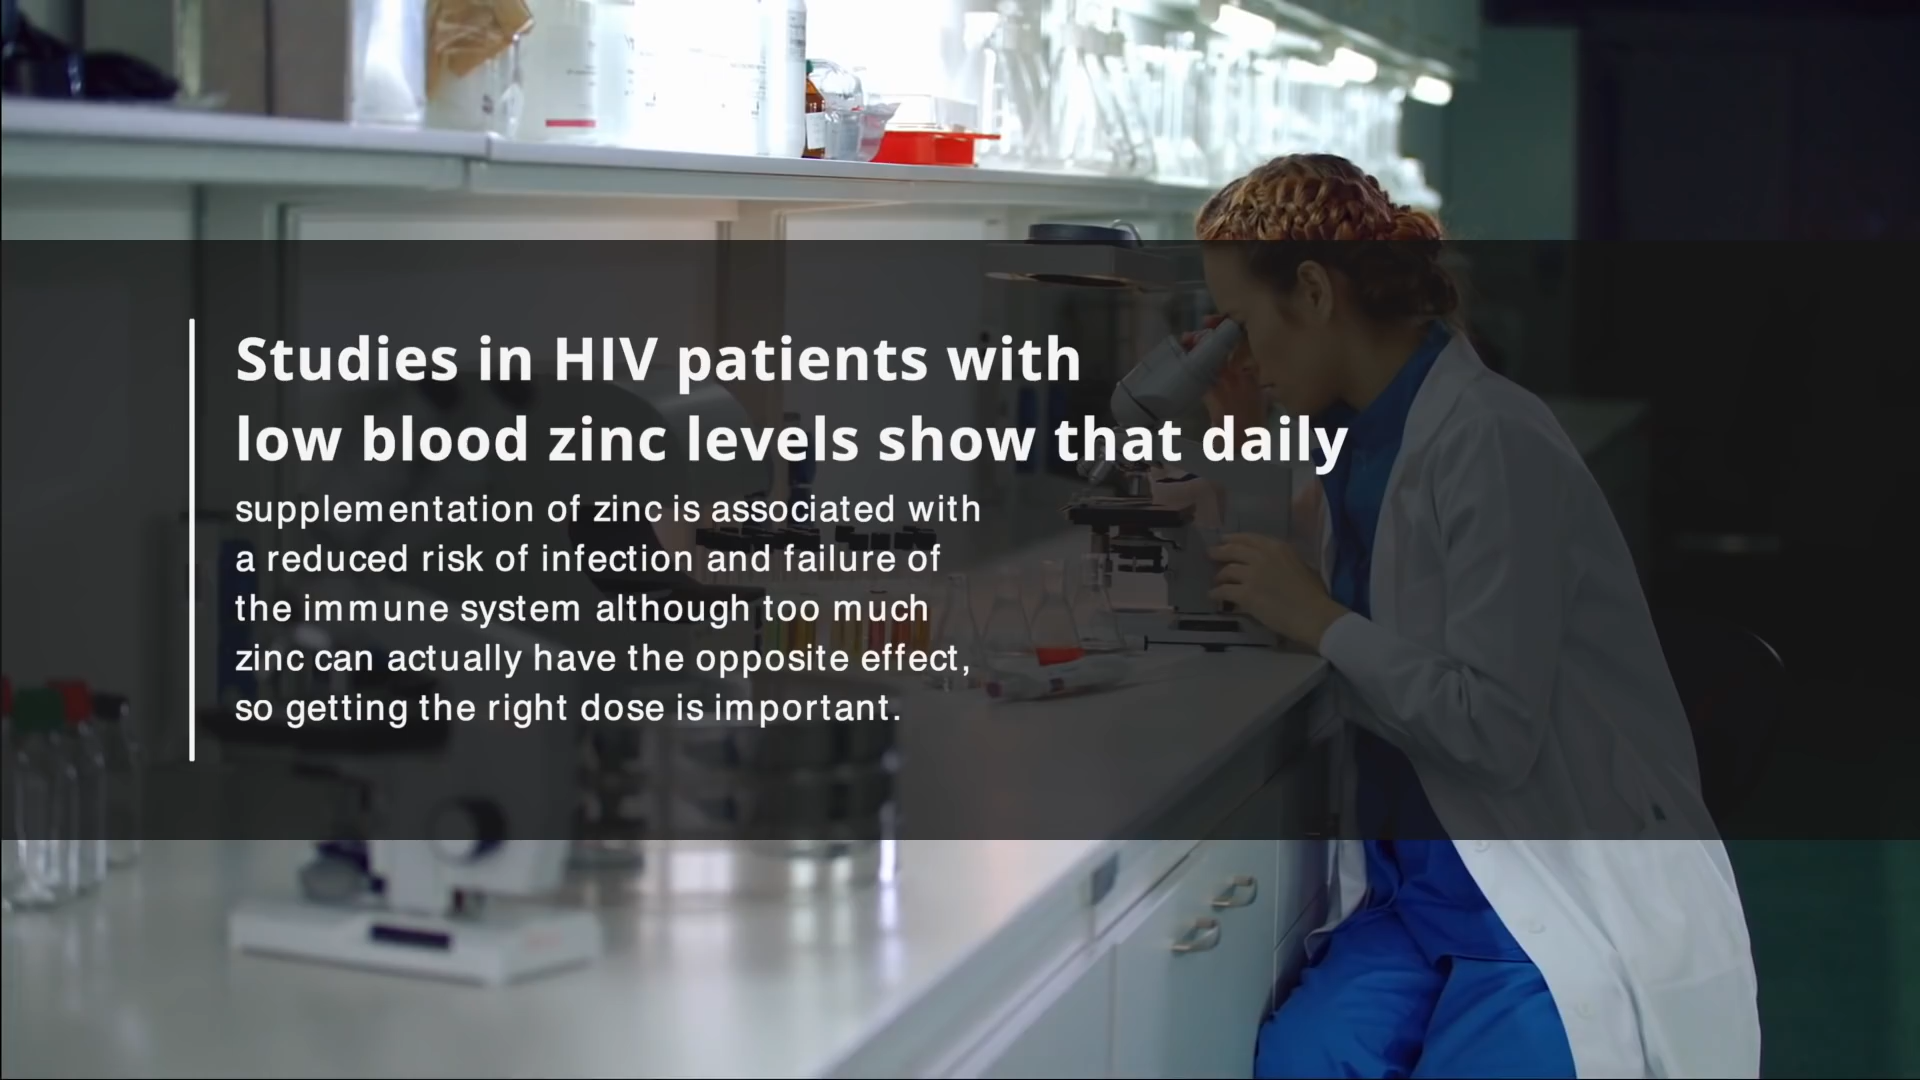 Studies in HIV patients with
low blood zinc levels show that daily
supplementation of zinc is associated with
a reduced risk of infection and failure of
the immune system although too much
zinc can actually have the opposite effect,
so getting the right dose is important.